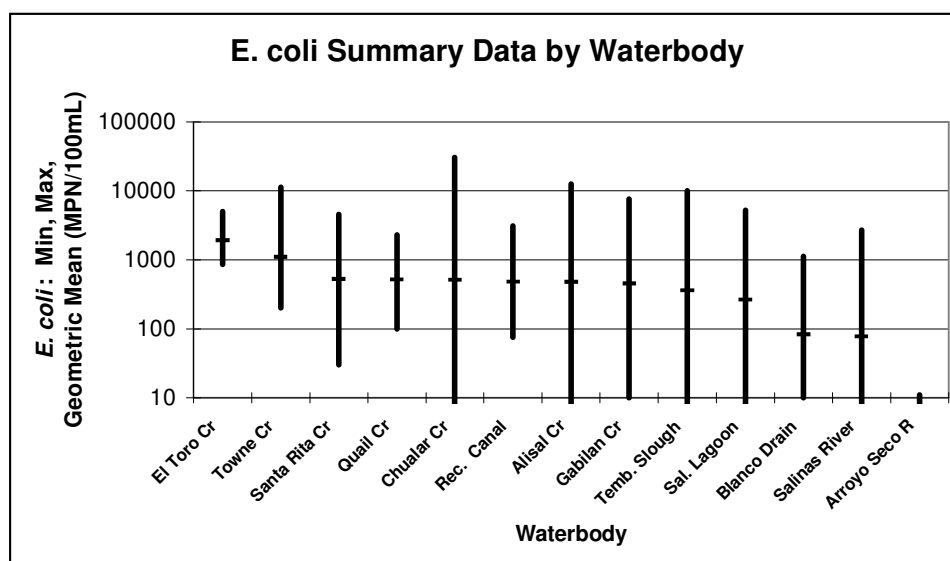 E. coli Summary Data by Waterbody
E. coli : Min, Max,
Geometric Mean (MPN/100mL)
100000
10000
1000
100
10
El Toro Cr
Towne Cr
Santa Rita Cr
Quail Cr
Chualar Cr
Rec. Canal
Alisal Cr
Gabilan Cr
Temb. Slough
Sal. Lagoon
Blanco Drain
Salinas River
Arroyo Seco R
Waterbody